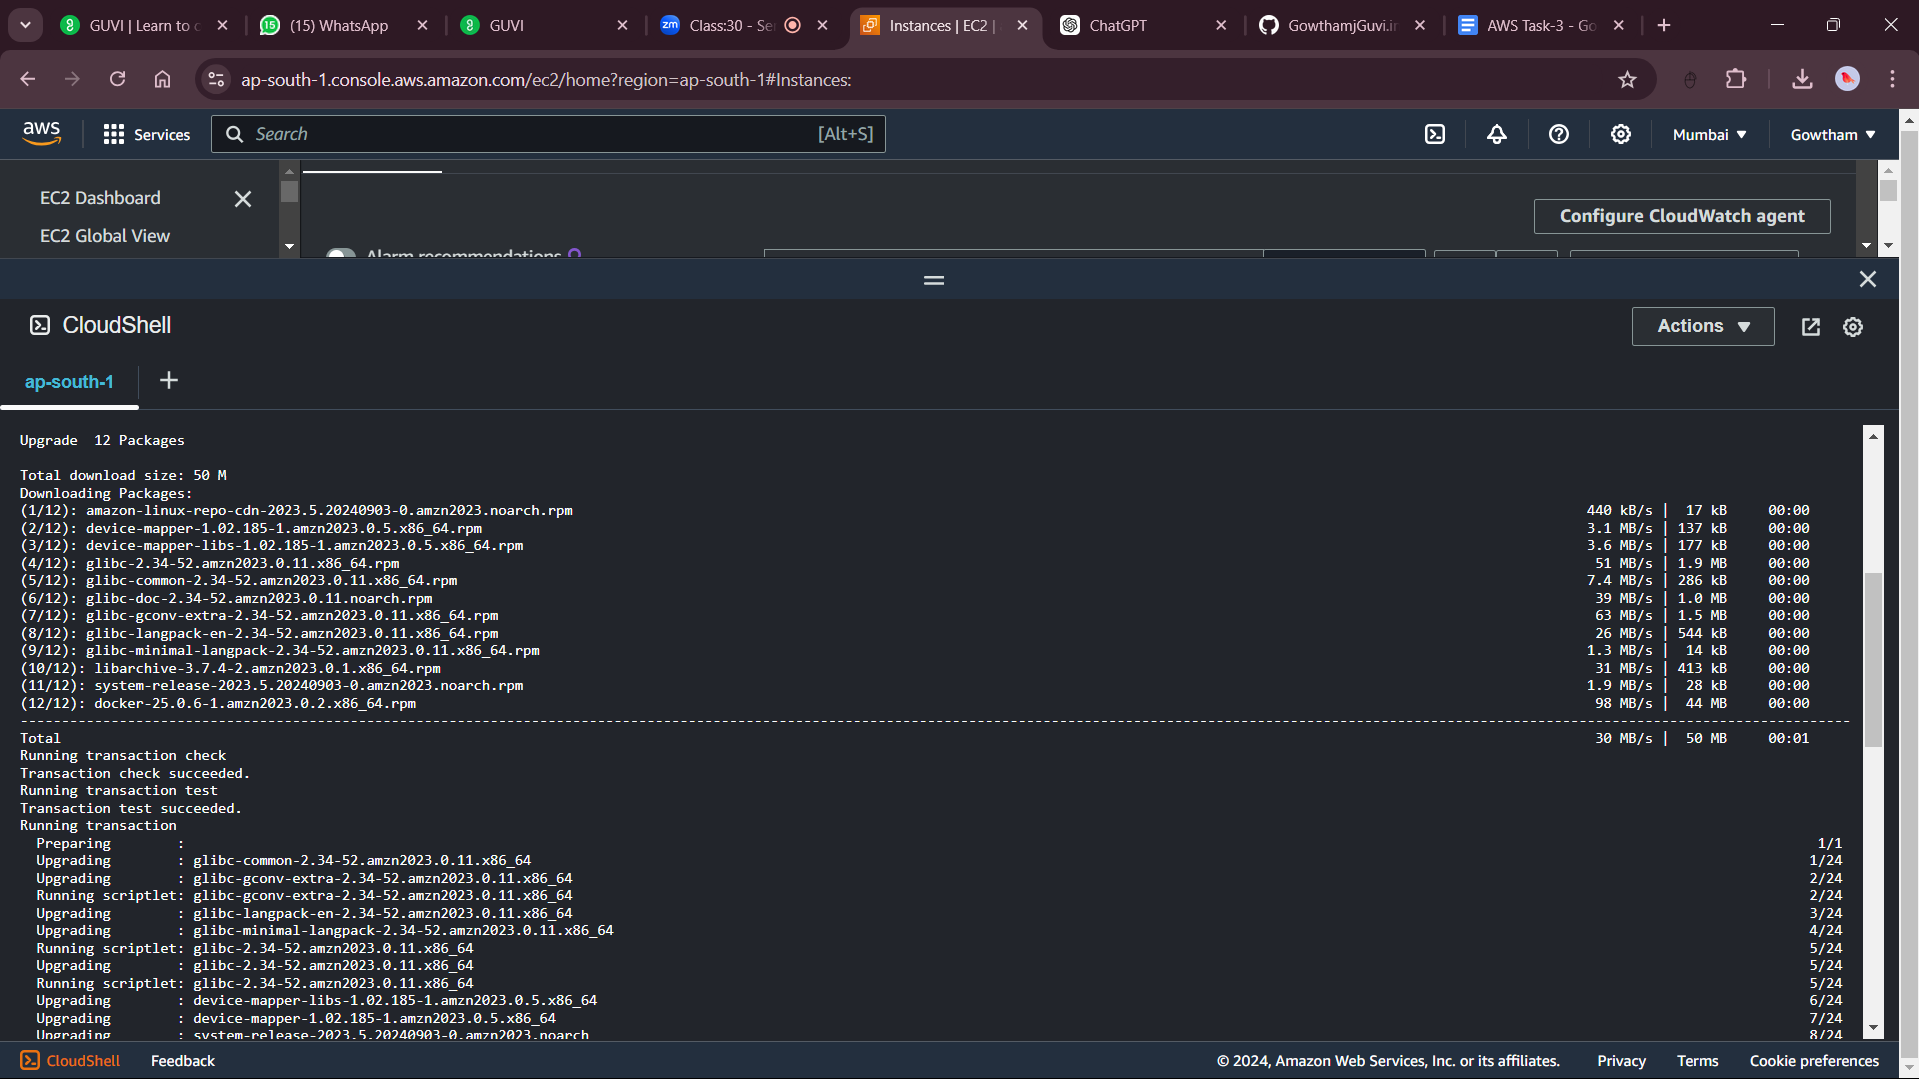 GUVI | Learn to c
(15) WhatsApp
GUVI
Class:30 - Se
Instances | EC2 |
ChatGPT
GowthamjGuvi.i
AWS Task-3 - Go
ap-south-1.console.aws.amazon.com/ec2/home?region=ap-south-1#Instances:
aws
Services
Search
[Alt+S]
Mumbai
Gowtham
EC2 Dashboard
EC2 Global View
Configure CloudWatch agent
Alarm recommendations
CloudShell
Actions
ap-south-1
Upgrade  12 Packages
Total download size: 50 M
Downloading Packages:
(1/12): amazon-linux-repo-cdn-2023.5.20240903-0.amzn2023.noarch.rpm 440 kB/s | 17 kB 00:00
(2/12): device-mapper-1.02.185-1.amzn2023.0.5.x86_64.rpm 3.1 MB/s | 137 kB 00:00
(3/12): device-mapper-libs-1.02.185-1.amzn2023.0.5.x86_64.rpm 3.6 MB/s | 177 kB 00:00
(4/12): glibc-2.34-52.amzn2023.0.11.x86_64.rpm 51 MB/s | 1.9 MB 00:00
(5/12): glibc-common-2.34-52.amzn2023.0.11.x86_64.rpm 7.4 MB/s | 286 kB 00:00
(6/12): glibc-doc-2.34-52.amzn2023.0.11.noarch.rpm 39 MB/s | 1.0 MB 00:00
(7/12): glibc-gconv-extra-2.34-52.amzn2023.0.11.x86_64.rpm 63 MB/s | 1.5 MB 00:00
(8/12): glibc-langpack-en-2.34-52.amzn2023.0.11.x86_64.rpm 26 MB/s | 544 kB 00:00
(9/12): glibc-minimal-langpack-2.34-52.amzn2023.0.11.x86_64.rpm 1.3 MB/s | 14 kB 00:00
(10/12): libarchive-3.7.4-2.amzn2023.0.1.x86_64.rpm 31 MB/s | 413 kB 00:00
(11/12): system-release-2023.5.20240903-0.amzn2023.noarch.rpm 1.9 MB/s | 28 kB 00:00
(12/12): docker-25.0.6-1.amzn2023.0.2.x86_64.rpm 98 MB/s | 44 MB 00:00
Total 30 MB/s | 50 MB 00:01
Running transaction check
Transaction check succeeded.
Running transaction test
Transaction test succeeded.
Running transaction
Preparing : 1/1
Upgrading : glibc-common-2.34-52.amzn2023.0.11.x86_64 1/24
Upgrading : glibc-gconv-extra-2.34-52.amzn2023.0.11.x86_64 2/24
Running scriptlet: glibc-gconv-extra-2.34-52.amzn2023.0.11.x86_64 2/24
Upgrading : glibc-langpack-en-2.34-52.amzn2023.0.11.x86_64 3/24
Upgrading : glibc-minimal-langpack-2.34-52.amzn2023.0.11.x86_64 4/24
Running scriptlet: glibc-2.34-52.amzn2023.0.11.x86_64 5/24
Upgrading : glibc-2.34-52.amzn2023.0.11.x86_64 5/24
Running scriptlet: glibc-2.34-52.amzn2023.0.11.x86_64 5/24
Upgrading : device-mapper-libs-1.02.185-1.amzn2023.0.5.x86_64 6/24
Upgrading : device-mapper-1.02.185-1.amzn2023.0.5.x86_64 7/24
Upgrading : system-release-2023.5.20240903-0.amzn2023.noarch 8/24
CloudShell
Feedback
© 2024, Amazon Web Services, Inc. or its affiliates.
Privacy
Terms
Cookie preferences